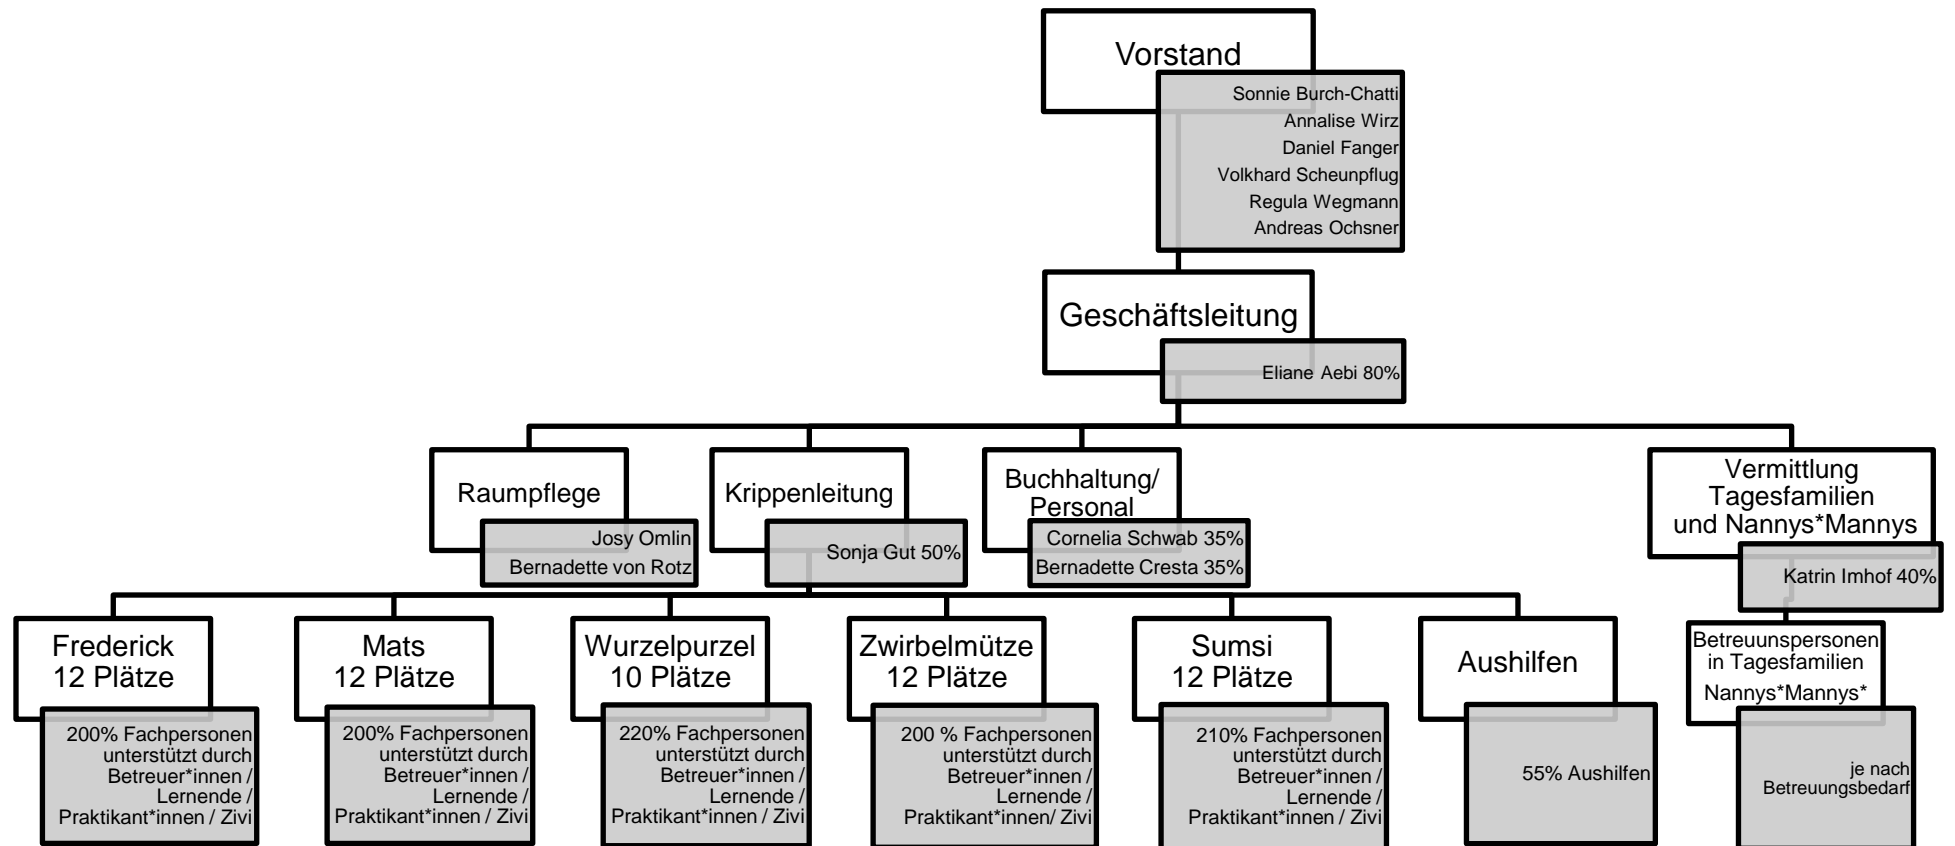 Vorstand
Sonnie Burch-Chatti
Annalise Wirz
Daniel Fanger
Volkhard Scheunpflug
Regula Wegmann
Andreas Ochsner
Geschäftsleitung
Eliane Aebi 80%
Raumpflege
Josy Omlin
Bernadette von Rotz
Krippenleitung
Sonja Gut 50%
Buchhaltung/
Personal
Cornelia Schwab 35%
Bernadette Cresta 35%
Vermittlung
Tagesfamilien
und Nannys*Mannys
Katrin Imhof 40%
Frederick
12 Plätze
200% Fachpersonen
unterstützt durch
Betreuer*innen /
Lernende /
Praktikant*innen / Zivi
Mats
12 Plätze
200% Fachpersonen
unterstützt durch
Betreuer*innen /
Lernende /
Praktikant*innen / Zivi
Wurzelpurzel
10 Plätze
220% Fachpersonen
unterstützt durch
Betreuer*innen /
Lernende /
Praktikant*innen / Zivi
Zwirbelmütze
12 Plätze
200 % Fachpersonen
unterstützt durch
Betreuer*innen /
Lernende /
Praktikant*innen/ Zivi
Sumsi
12 Plätze
210% Fachpersonen
unterstützt durch
Betreuer*innen /
Lernende /
Praktikant*innen / Zivi
Aushilfen
55% Aushilfen
Betreuunspersonen
in Tagesfamilien
Nannys*Mannys*
je nach
Betreuungsbedarf